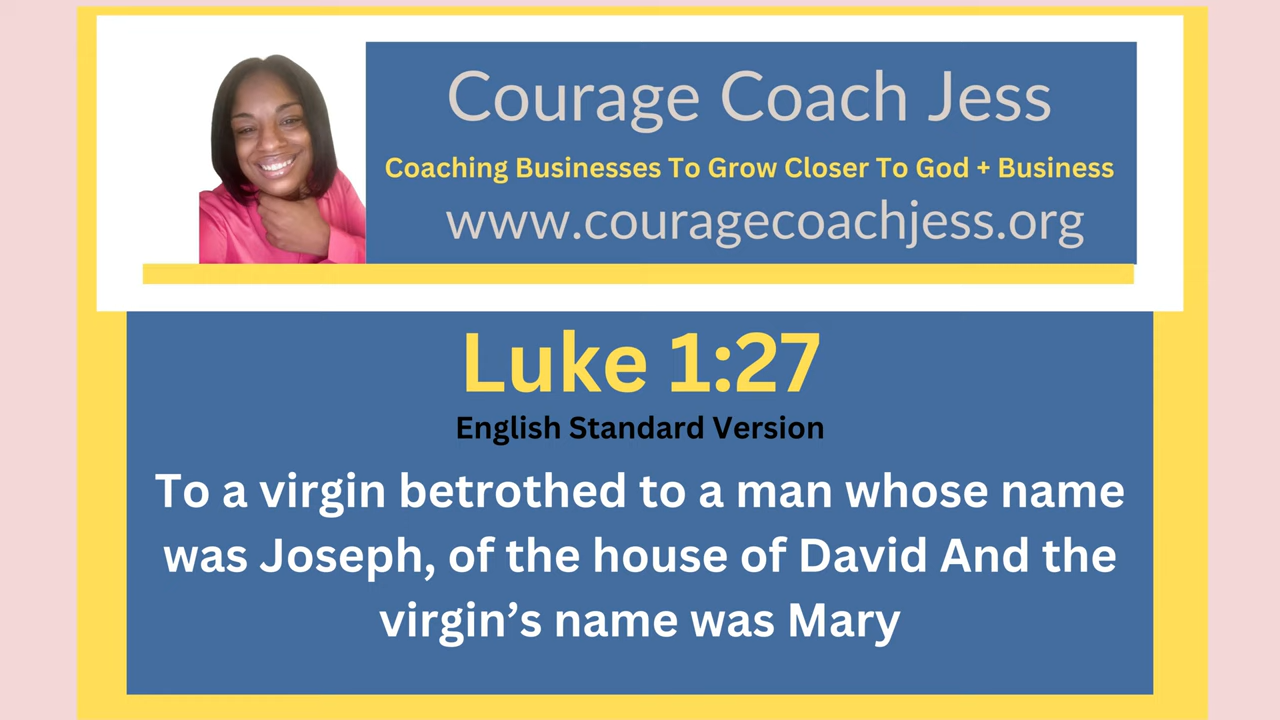 Courage Coach Jess
Coaching Businesses To Grow Closer To God + Business
www.couragecoachjess.org
Luke 1:27
English Standard Version
To a virgin betrothed to a man whose name
was Joseph, of the house of David And the
virgin’s name was Mary